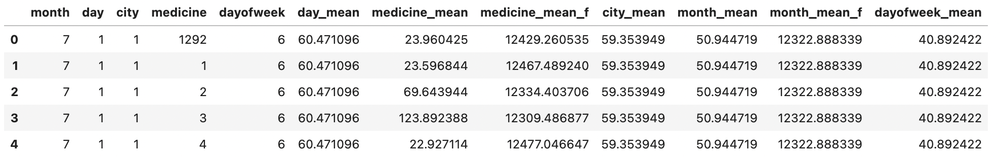 month day city medicine dayofweek day_mean medicine_mean medicine_mean_f city_mean month_mean month_mean_f dayofweek_mean
0 7 1 1 1292 6 60.471096 23.960425 12429.260535 59.353949 50.944719 12322.888339 40.892422
1 7 1 1 1 6 60.471096 23.596844 12467.489240 59.353949 50.944719 12322.888339 40.892422
2 7 1 1 2 6 60.471096 69.643944 12334.403706 59.353949 50.944719 12322.888339 40.892422
3 7 1 1 3 6 60.471096 123.892388 12309.486877 59.353949 50.944719 12322.888339 40.892422
4 7 1 1 4 6 60.471096 22.927114 12477.046647 59.353949 50.944719 12322.888339 40.892422